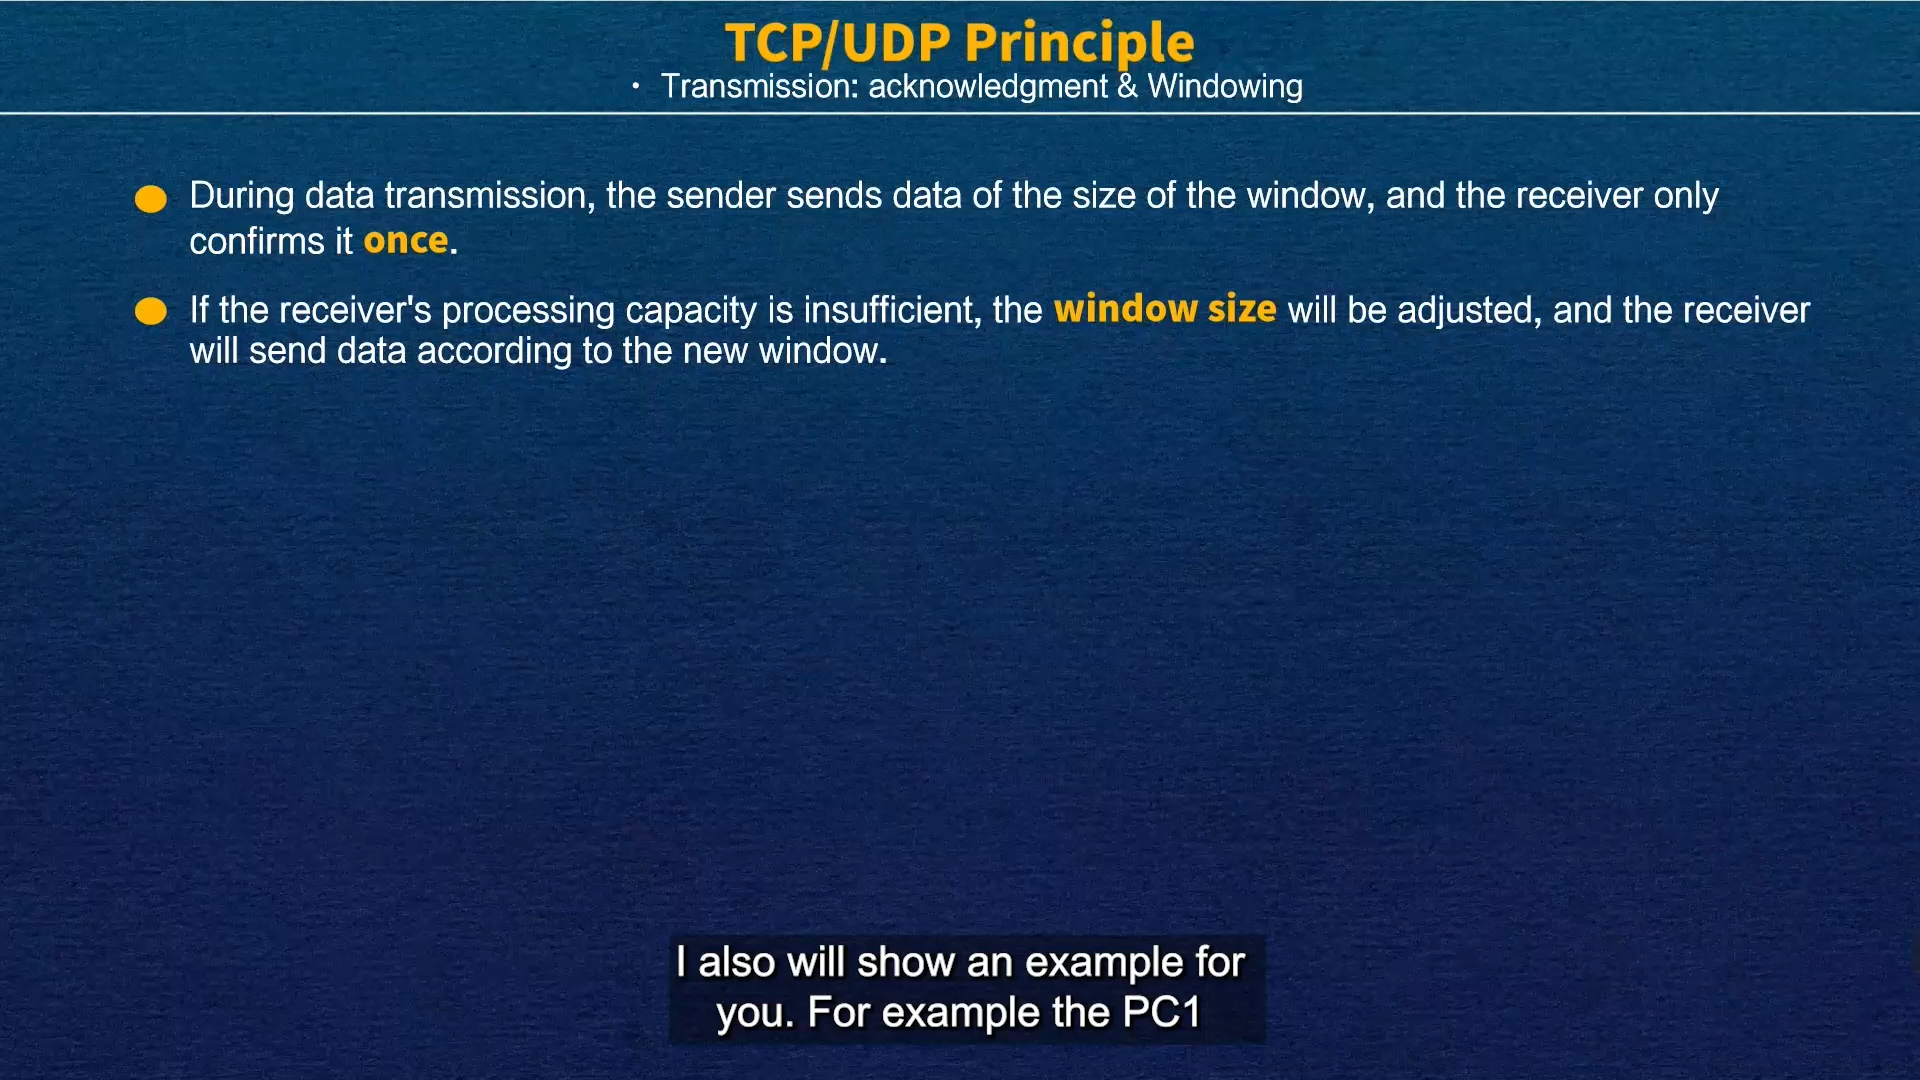 TCP/UDP Principle
· Transmission: acknowledgment & Windowing
During data transmission, the sender sends data of the size of the window, and the receiver only
confirms it once.
If the receiver's processing capacity is insufficient, the window size will be adjusted, and the receiver
will send data according to the new window.
I also will show an example for
you. For example the PC1